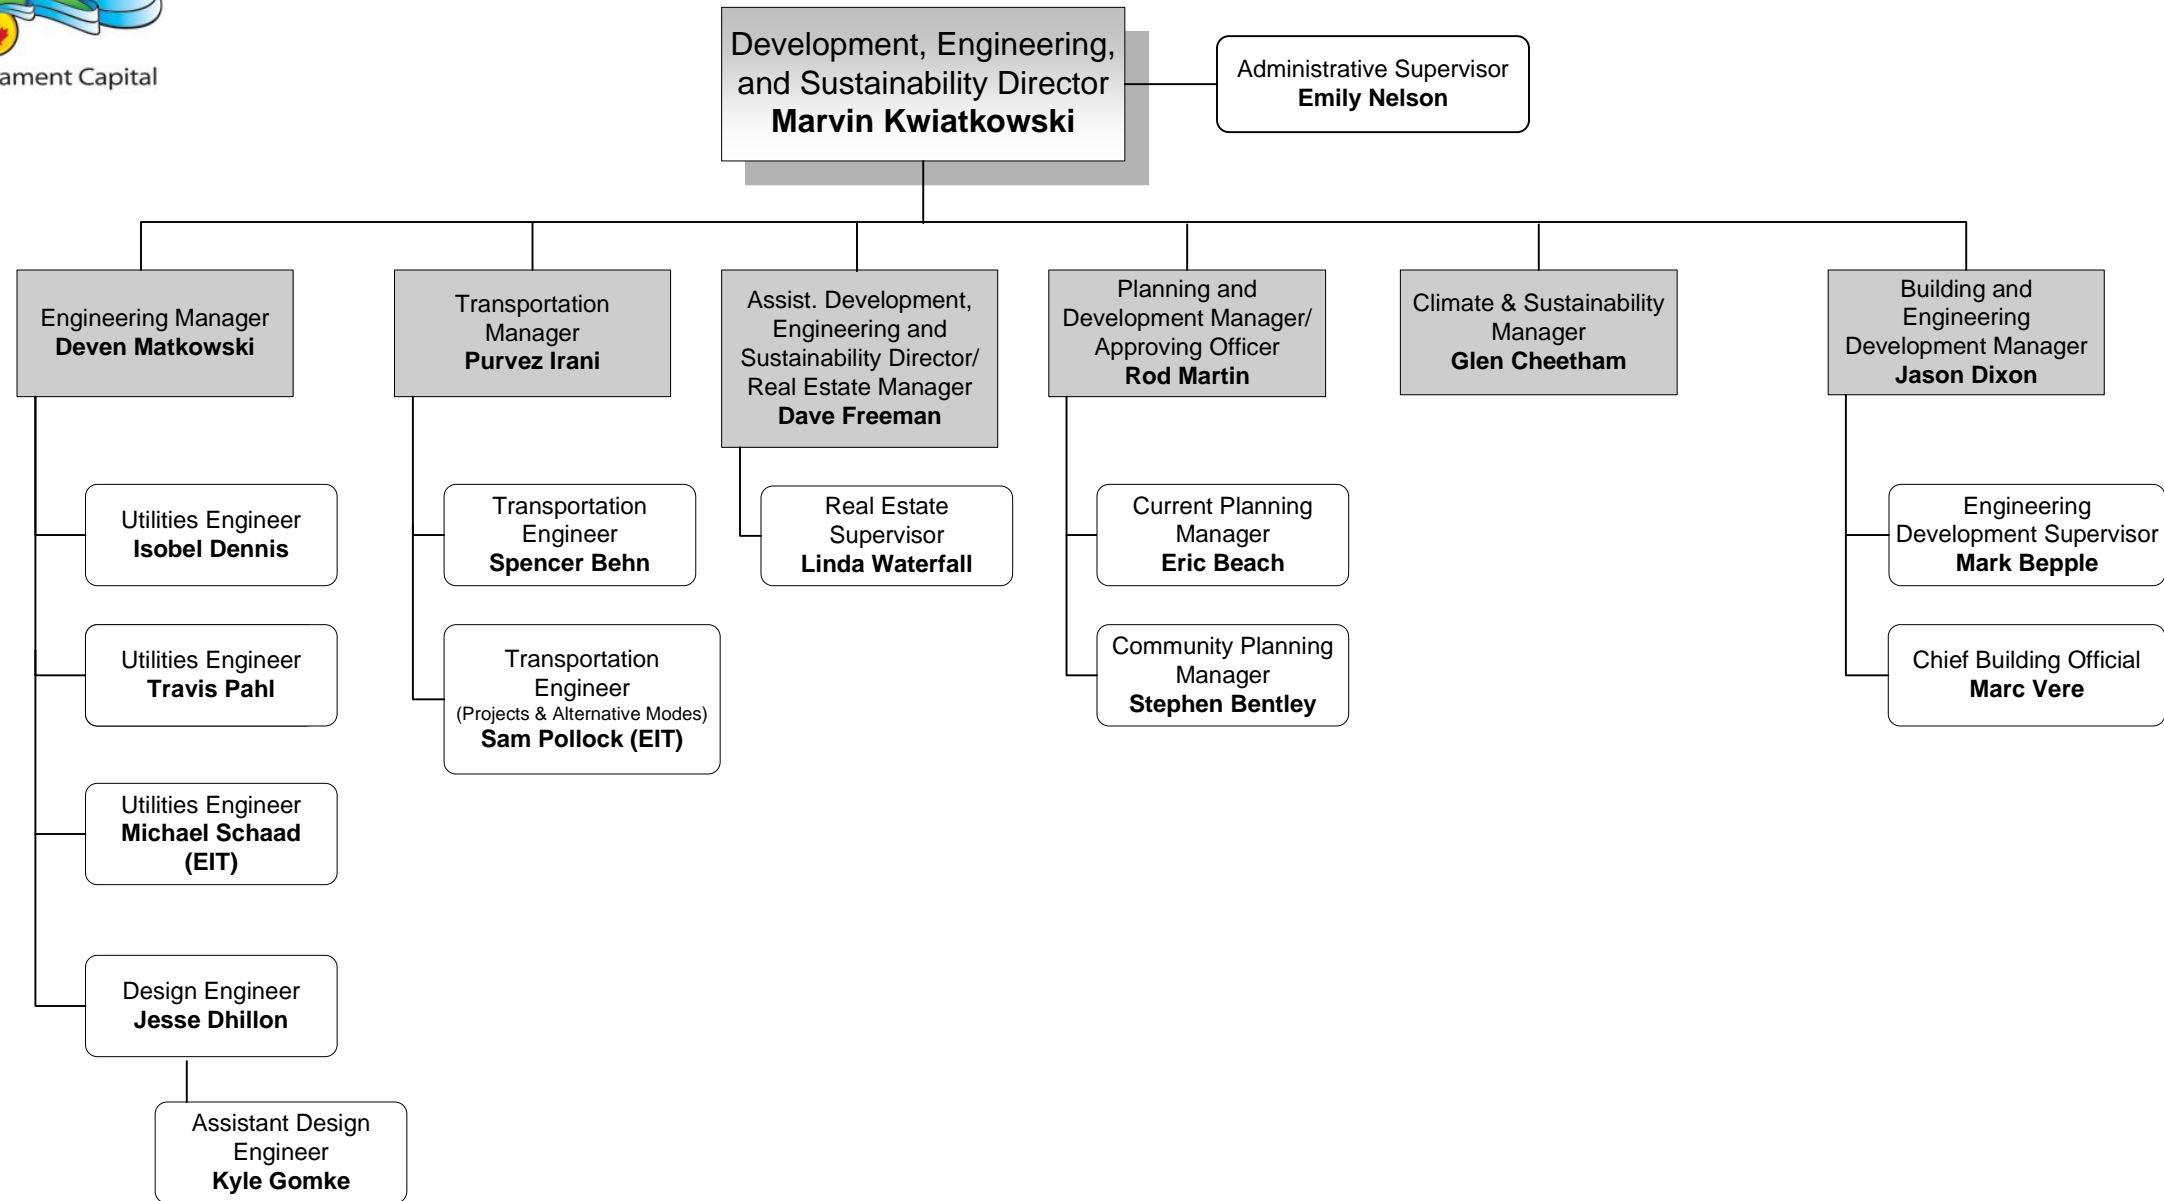 ament Capital
Development, Engineering,
and Sustainability Director
Marvin Kwiatkowski
Administrative Supervisor
Emily Nelson
Engineering Manager
Deven Matkowski
Transportation
Manager
Purvez Irani
Assist. Development,
Engineering and
Sustainability Director/
Real Estate Manager
Dave Freeman
Planning and
Development Manager/
Approving Officer
Rod Martin
Climate & Sustainability
Manager
Glen Cheetham
Building and
Engineering
Development Manager
Jason Dixon
Utilities Engineer
Isobel Dennis
Transportation
Engineer
Spencer Behn
Real Estate
Supervisor
Linda Waterfall
Current Planning
Manager
Eric Beach
Engineering
Development Supervisor
Mark Bepple
Utilities Engineer
Travis Pahl
Transportation
Engineer
(Projects & Alternative Modes)
Sam Pollock (EIT)
Community Planning
Manager
Stephen Bentley
Chief Building Official
Marc Vere
Utilities Engineer
Michael Schaad
(EIT)
Design Engineer
Jesse Dhillon
Assistant Design
Engineer
Kyle Gomke